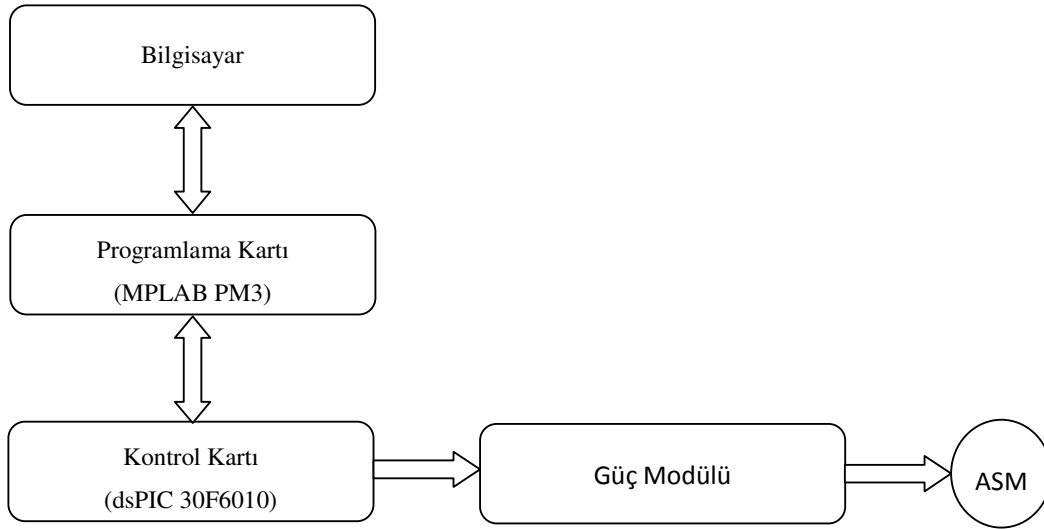 Bilgisayar
Programlama Kartı
(MPLAB PM3)
Kontrol Kartı
(dsPIC 30F6010)
Güç Modülü
ASM